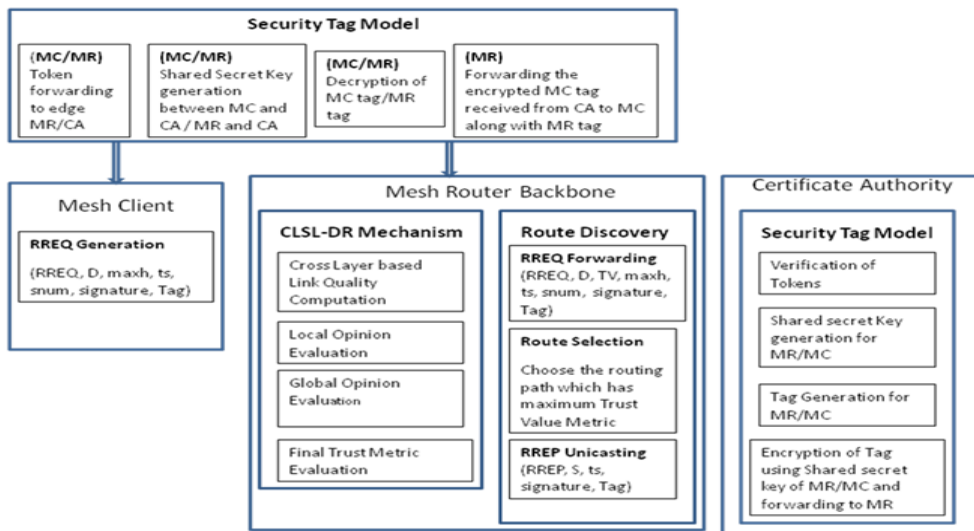 Security Tag Model
(MC/MR)
Token
forwarding
to edge
MR/CA
(MC/MR)
Shared Secret Key
generation
between MC and
CA / MR and CA
(MC/MR)
Decryption of
MC tag/MR
tag
(MR)
Forwarding the
encrypted MC tag
received from CA to MC
along with MR tag
Mesh Client
RREQ Generation
{RREQ, D, maxh, ts,
snum, signature, Tag}
Mesh Router Backbone
CLSL-DR Mechanism
Cross Layer based
Link Quality
Computation
Local Opinion
Evaluation
Global Opinion
Evaluation
Final Trust Metric
Evaluation
Route Discovery
RREQ Forwarding
{RREQ, D, TV, maxh,
ts, snum, signature,
Tag}
Route Selection
Choose the routing
path which has
maximum Trust
Value Metric
RREP Unicasting
{RREP, S, ts,
signature, Tag}
Certificate Authority
Security Tag Model
Verification of
Tokens
Shared secret Key
generation for
MR/MC
Tag Generation for
MR/MC
Encryption of Tag
using Shared secret
key of MR/MC and
forwarding to MR